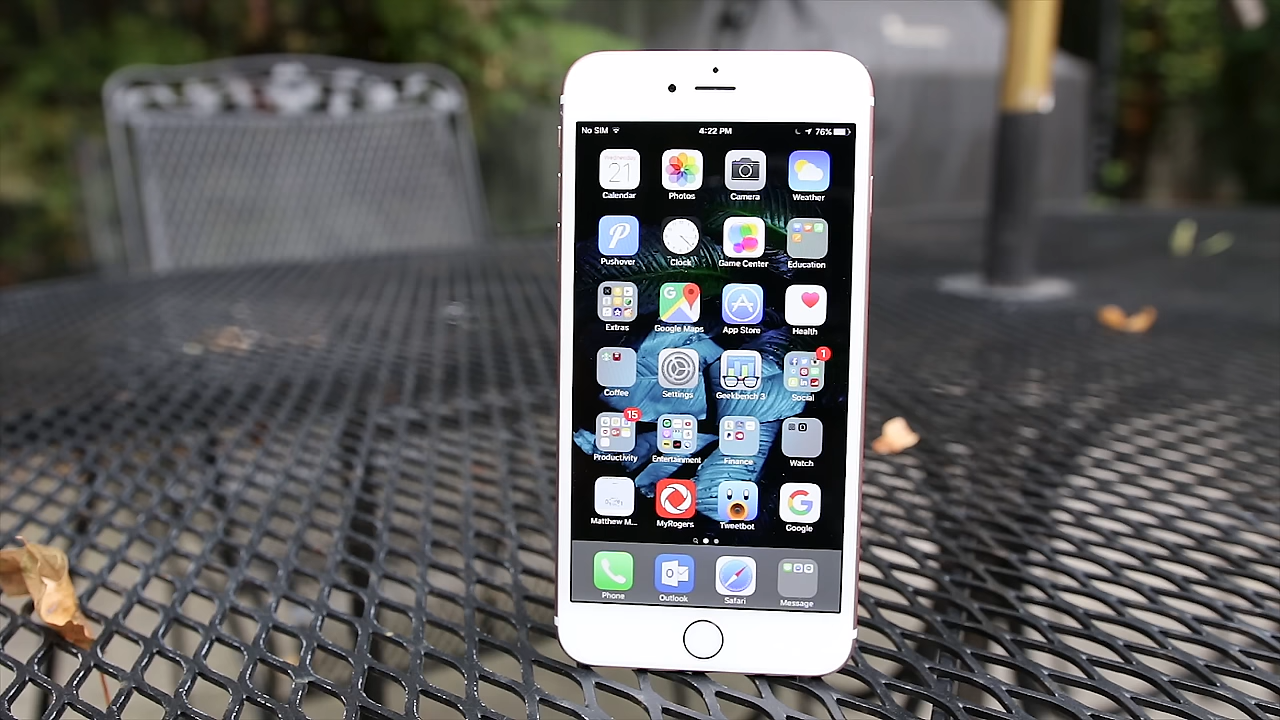 No SIM 4:22 PM 76%
Wednesday
21
Calendar Photos Camera Weather
Pushover Clock Game Center Education
G
Extras Google Maps App Store Health
1
Coffee Settings Geekbench 3 Social
15
Productivity Entertainment Finance Watch
Matthew M... MyRogers Tweetbot Google
Phone Outlook Safari Message